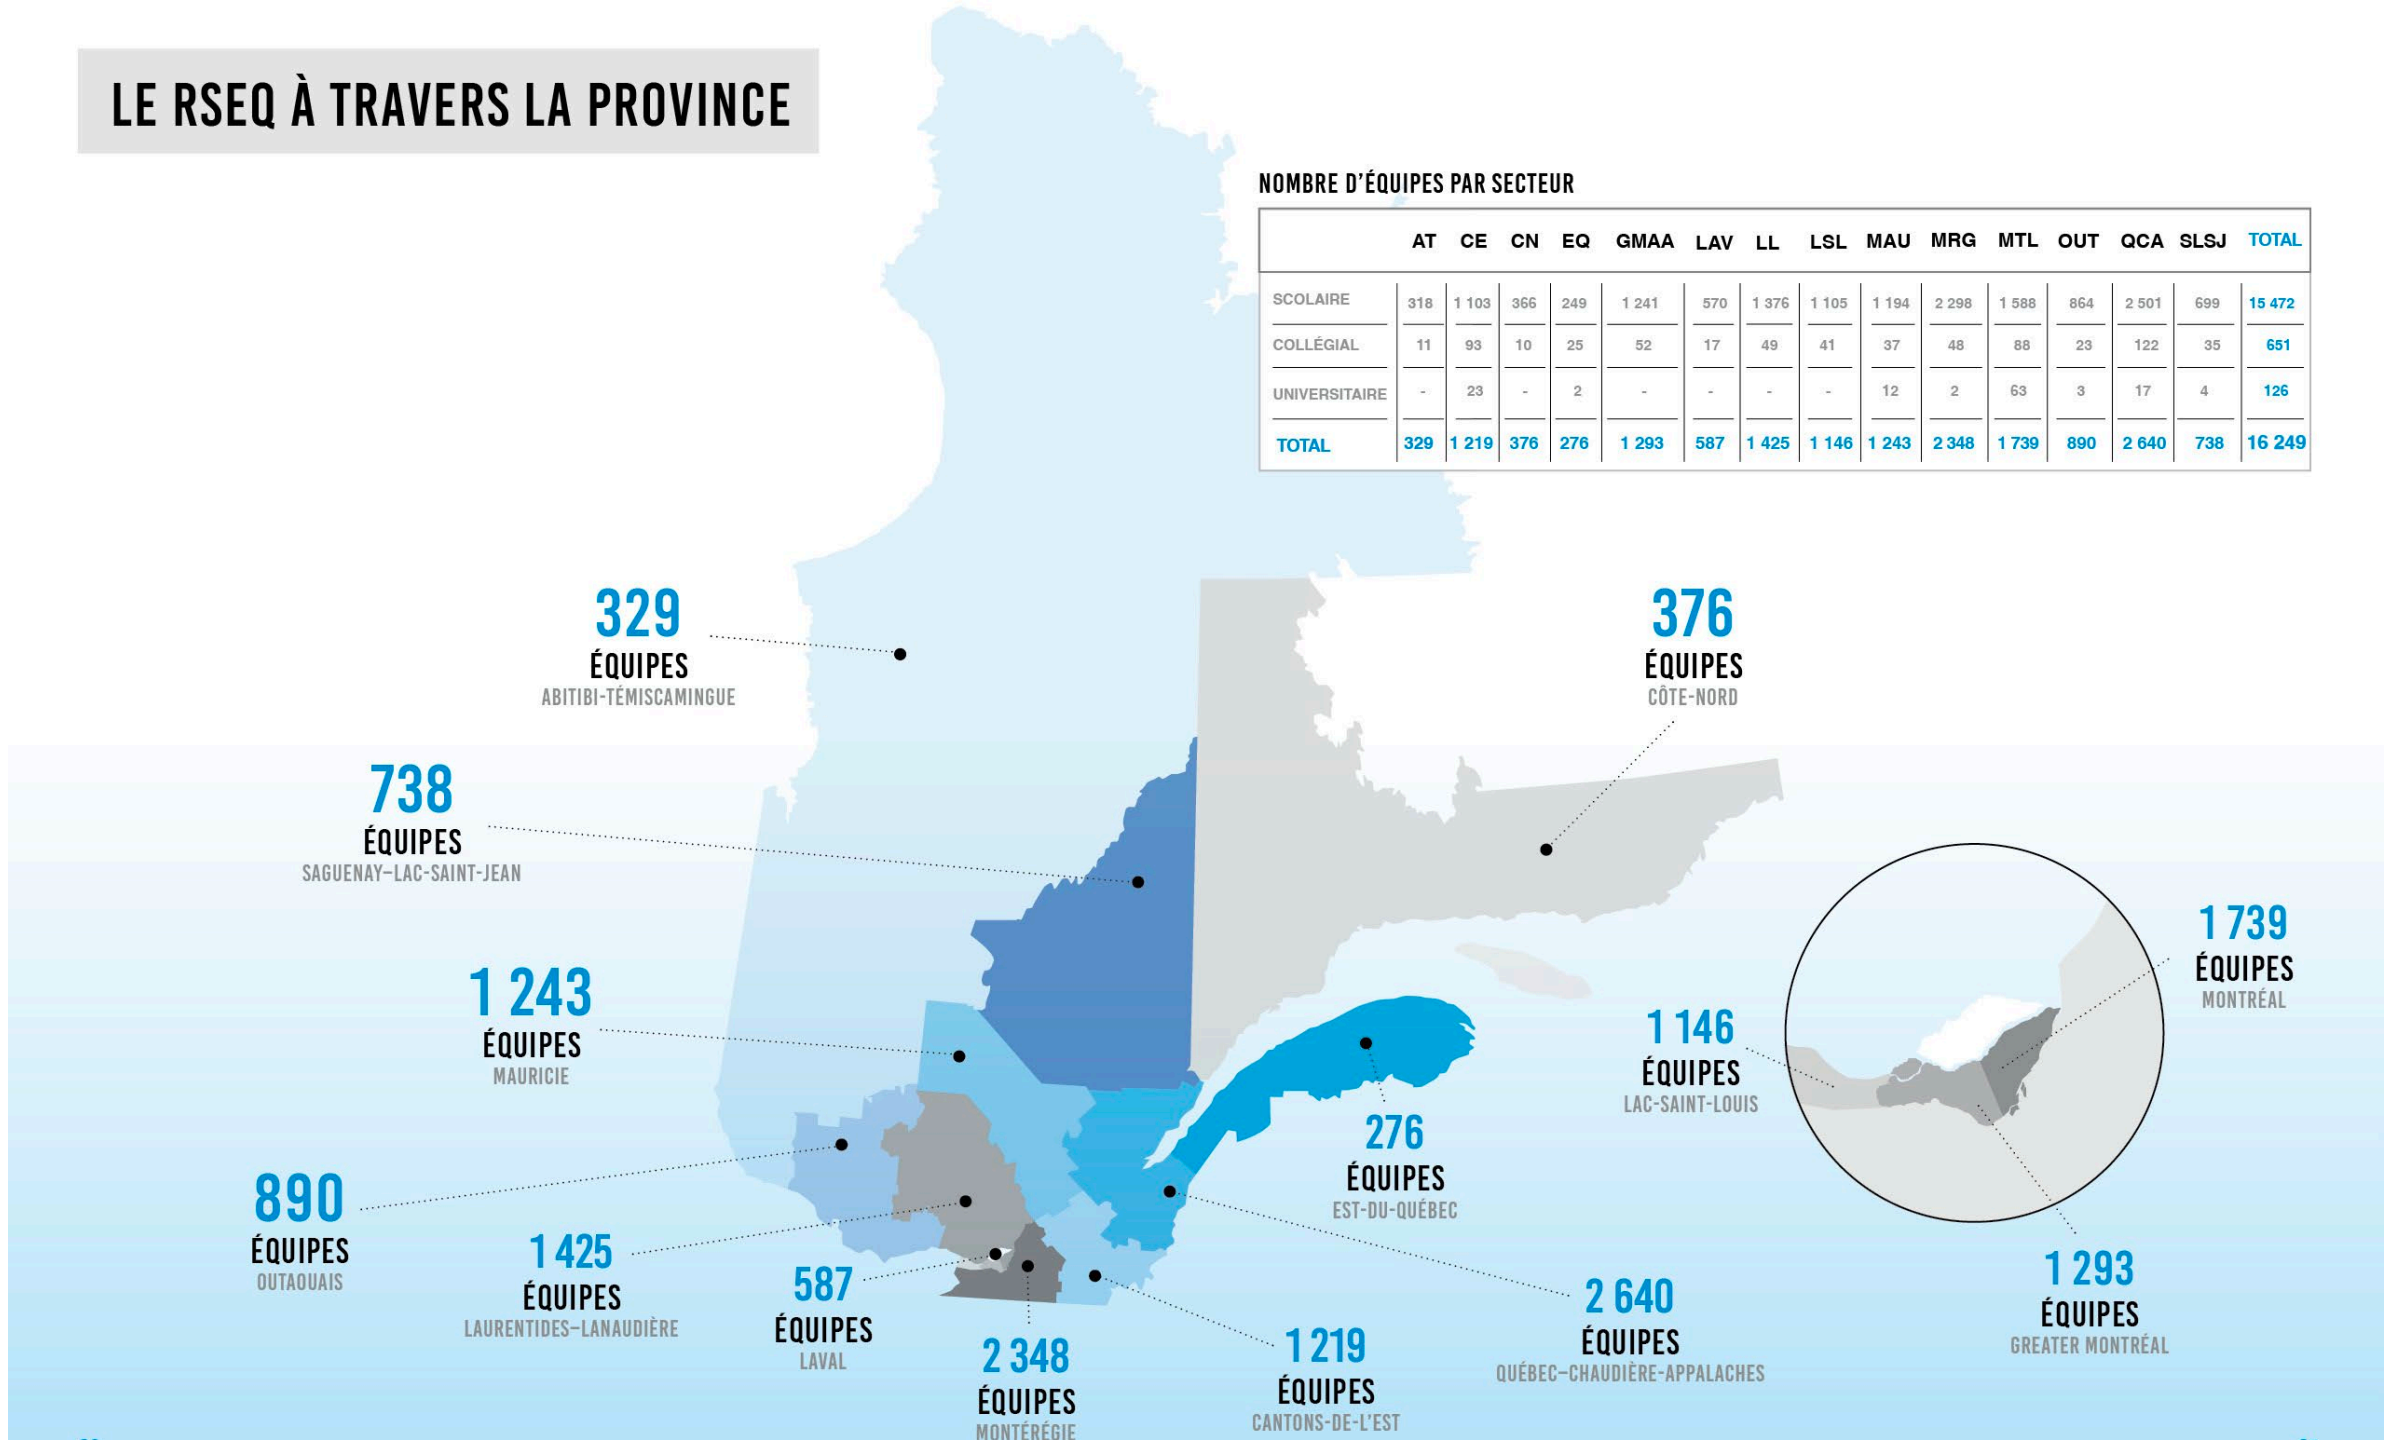 LE RSEQ À TRAVERS LA PROVINCE
NOMBRE D'ÉQUIPES PAR SECTEUR
AT CE CN EQ GMAA LAV LL LSL MAU MRG MTL OUT QCA SLSJ TOTAL
SCOLAIRE 318 1 103 366 249 1 241 570 1 376 1 105 1 194 2 298 1 588 864 2 501 699 15 472
COLLÉGIAL 11 93 10 25 52 17 49 41 37 48 88 23 122 35 651
UNIVERSITAIRE - 23 - 2 - - - - 12 2 63 3 17 4 126
TOTAL 329 1 219 376 276 1 293 587 1 425 1 146 1 243 2 348 1 739 890 2 640 738 16 249
329
ÉQUIPES
ABITIBI-TÉMISCAMINGUE
376
ÉQUIPES
CÔTE-NORD
738
ÉQUIPES
SAGUENAY–LAC-SAINT-JEAN
1 739
ÉQUIPES
MONTRÉAL
1 243
ÉQUIPES
MAURICIE
1 146
ÉQUIPES
LAC-SAINT-LOUIS
276
ÉQUIPES
EST-DU-QUÉBEC
890
ÉQUIPES
OUTAOUAIS
1 425
ÉQUIPES
LAURENTIDES–LANAUDIÈRE
587
ÉQUIPES
LAVAL
2 348
ÉQUIPES
MONTÉRÉGIE
1 219
ÉQUIPES
CANTONS-DE-L'EST
2 640
ÉQUIPES
QUÉBEC–CHAUDIÈRE-APPALACHES
1 293
ÉQUIPES
GREATER MONTRÉAL